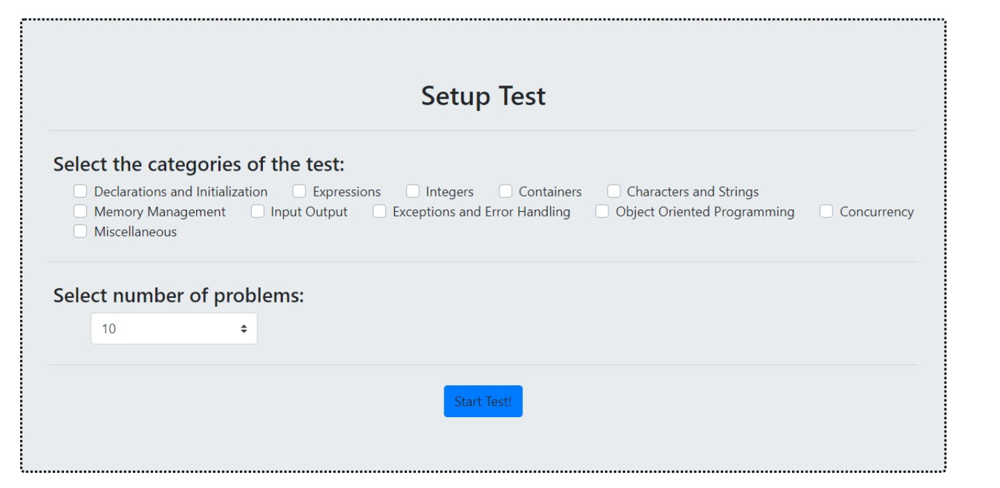 Setup Test
Select the categories of the test:
Declarations and Initialization Expressions Integers Containers Characters and Strings
Memory Management Input Output Exceptions and Error Handling Object Oriented Programming Concurrency
Miscellaneous
Select number of problems:
10
Start Test!